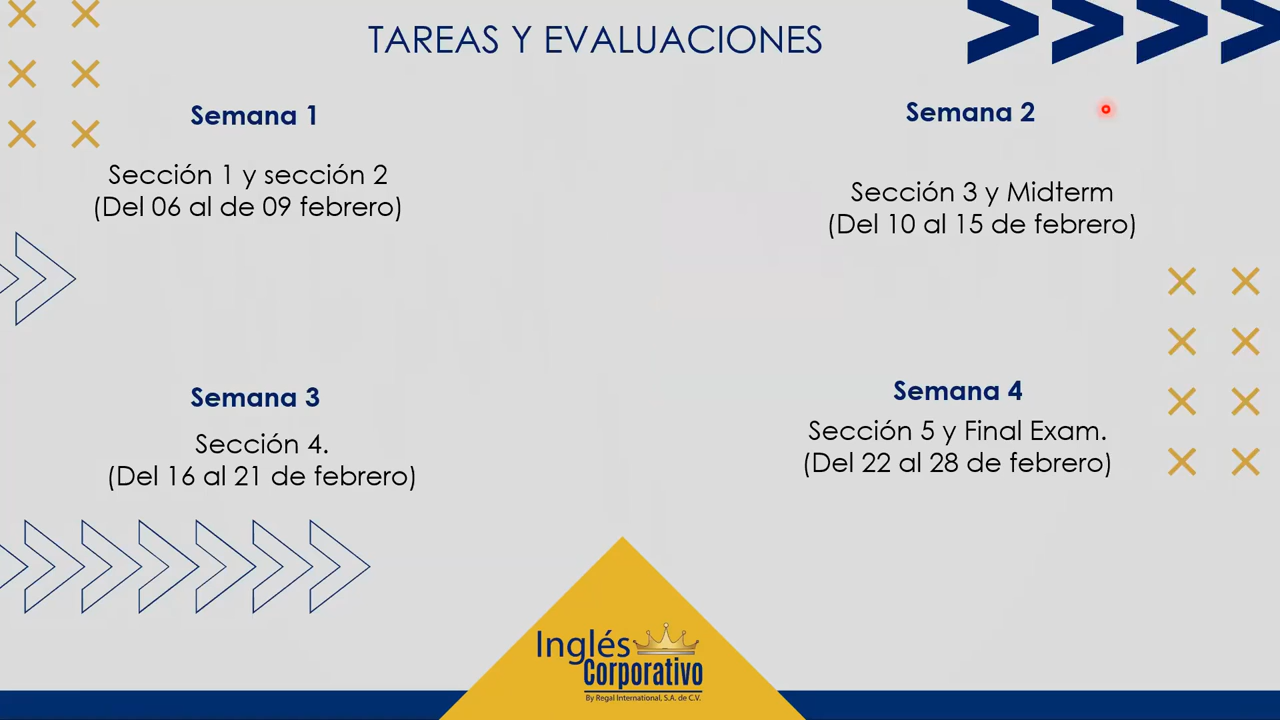 TAREAS Y EVALUACIONES
Semana 1
Sección 1 y sección 2
(Del 06 al de 09 febrero)
Semana 2
Sección 3 y Midterm
(Del 10 al 15 de febrero)
Semana 3
Sección 4.
(Del 16 al 21 de febrero)
Semana 4
Sección 5 y Final Exam.
(Del 22 al 28 de febrero)
Inglés
Corporativo
By Regal International, S.A. de C.V.